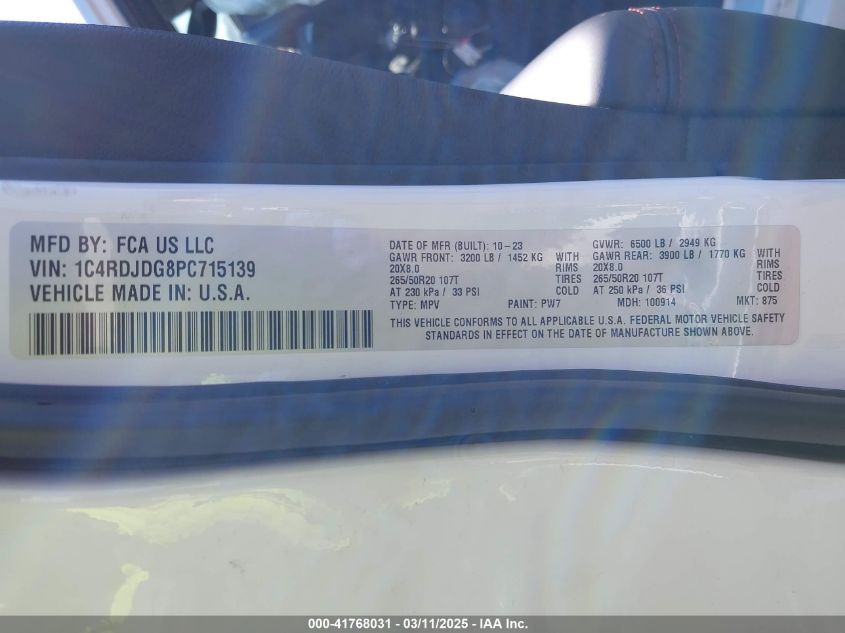 MFD BY: FCA US LLC
VIN: 1C4RDJDG8PC715139
VEHICLE MADE IN: U.S.A.
DATE OF MFR (BUILT): 10-23 GVWR: 6500 LB / 2949 KG
GAWR FRONT: 3200 LB / 1452 KG WITH GAWR REAR: 3900 LB / 1770 KG WITH
20X8.0 RIMS 20X8.0 RIMS
265/50R20 107T TIRES 265/50R20 107T TIRES
AT 230 kPa / 33 PSI COLD AT 250 kPa / 36 PSI COLD
TYPE: MPV PAINT: PW7 MDH: 100914 MKT: 875
THIS VEHICLE CONFORMS TO ALL APPLICABLE U.S.A. FEDERAL MOTOR VEHICLE SAFETY
STANDARDS IN EFFECT ON THE DATE OF MANUFACTURE SHOWN ABOVE.
000-41768031 - 03/11/2025 - IAA Inc.